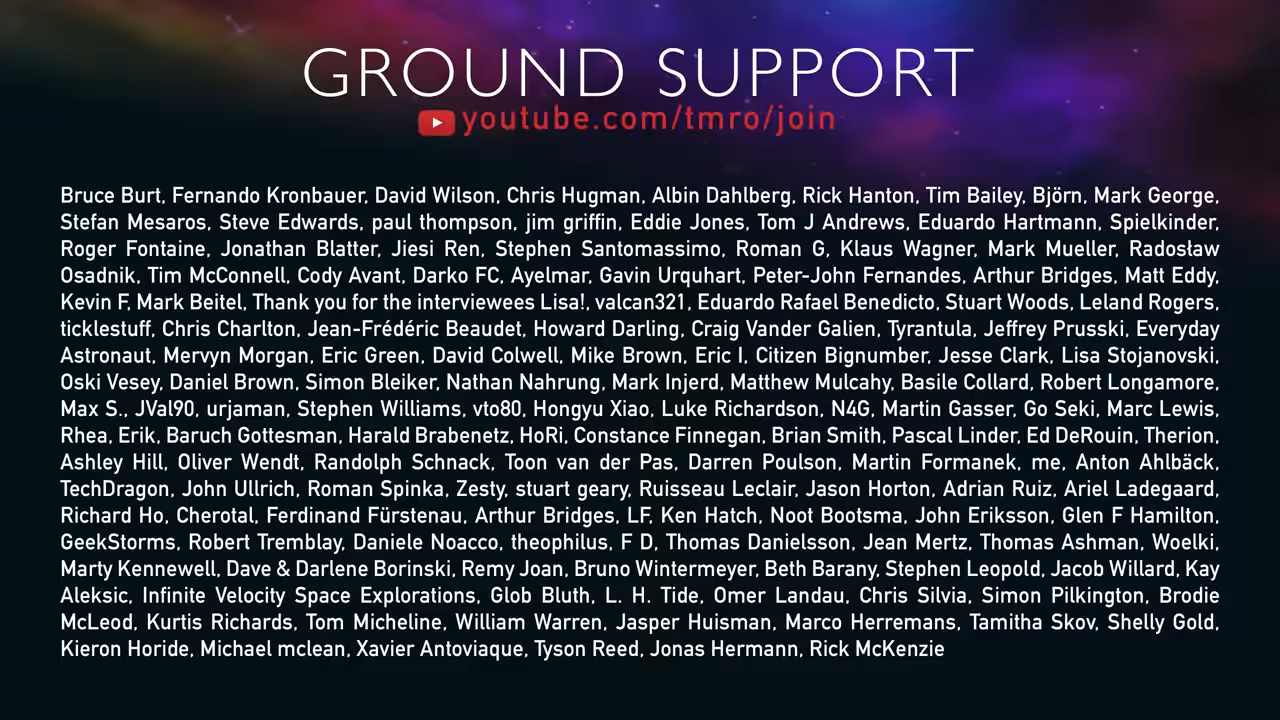 GROUND SUPPORT
youtube.com/tmro/join
Bruce Burt, Fernando Kronbauer, David Wilson, Chris Hugman, Albin Dahlberg, Rick Hanton, Tim Bailey, Björn, Mark George,
Stefan Mesaros, Steve Edwards, paul thompson, jim griffin, Eddie Jones, Tom J Andrews, Eduardo Hartmann, Spielkinder,
Roger Fontaine, Jonathan Blatter, Jiesi Ren, Stephen Santomassimo, Roman G, Klaus Wagner, Mark Mueller, Radosław
Osadnik, Tim McConnell, Cody Avant, Darko FC, Ayelmar, Gavin Urquhart, Peter-John Fernandes, Arthur Bridges, Matt Eddy,
Kevin F, Mark Beitel, Thank you for the interviewees Lisa!, valcan321, Eduardo Rafael Benedicto, Stuart Woods, Leland Rogers,
ticklestuff, Chris Charlton, Jean-Frédéric Beaudet, Howard Darling, Craig Vander Galien, Tyrantula, Jeffrey Prusski, Everyday
Astronaut, Mervyn Morgan, Eric Green, David Colwell, Mike Brown, Eric I, Citizen Bignumber, Jesse Clark, Lisa Stojanovski,
Oski Vesey, Daniel Brown, Simon Bleiker, Nathan Nahrung, Mark Injerd, Matthew Mulcahy, Basile Collard, Robert Longamore,
Max S., JVal90, urjaman, Stephen Williams, vto80, Hongyu Xiao, Luke Richardson, N4G, Martin Gasser, Go Seki, Marc Lewis,
Rhea, Erik, Baruch Gottesman, Harald Brabenetz, HoRi, Constance Finnegan, Brian Smith, Pascal Linder, Ed DeRouin, Therion,
Ashley Hill, Oliver Wendt, Randolph Schnack, Toon van der Pas, Darren Poulson, Martin Formanek, me, Anton Ahlbäck,
TechDragon, John Ullrich, Roman Spinka, Zesty, stuart geary, Ruisseau Leclair, Jason Horton, Adrian Ruiz, Ariel Ladegaard,
Richard Ho, Cherotal, Ferdinand Fürstenau, Arthur Bridges, LF, Ken Hatch, Noot Bootsma, John Eriksson, Glen F Hamilton,
GeekStorms, Robert Tremblay, Daniele Noacco, theophilus, F D, Thomas Danielsson, Jean Mertz, Thomas Ashman, Woelki,
Marty Kennewell, Dave & Darlene Borinski, Remy Joan, Bruno Wintermeyer, Beth Barany, Stephen Leopold, Jacob Willard, Kay
Aleksic, Infinite Velocity Space Explorations, Glob Bluth, L. H. Tide, Omer Landau, Chris Silvia, Simon Pilkington, Brodie
McLeod, Kurtis Richards, Tom Micheline, William Warren, Jasper Huisman, Marco Herremans, Tamitha Skov, Shelly Gold,
Kieron Horide, Michael mclean, Xavier Antoviaque, Tyson Reed, Jonas Hermann, Rick McKenzie